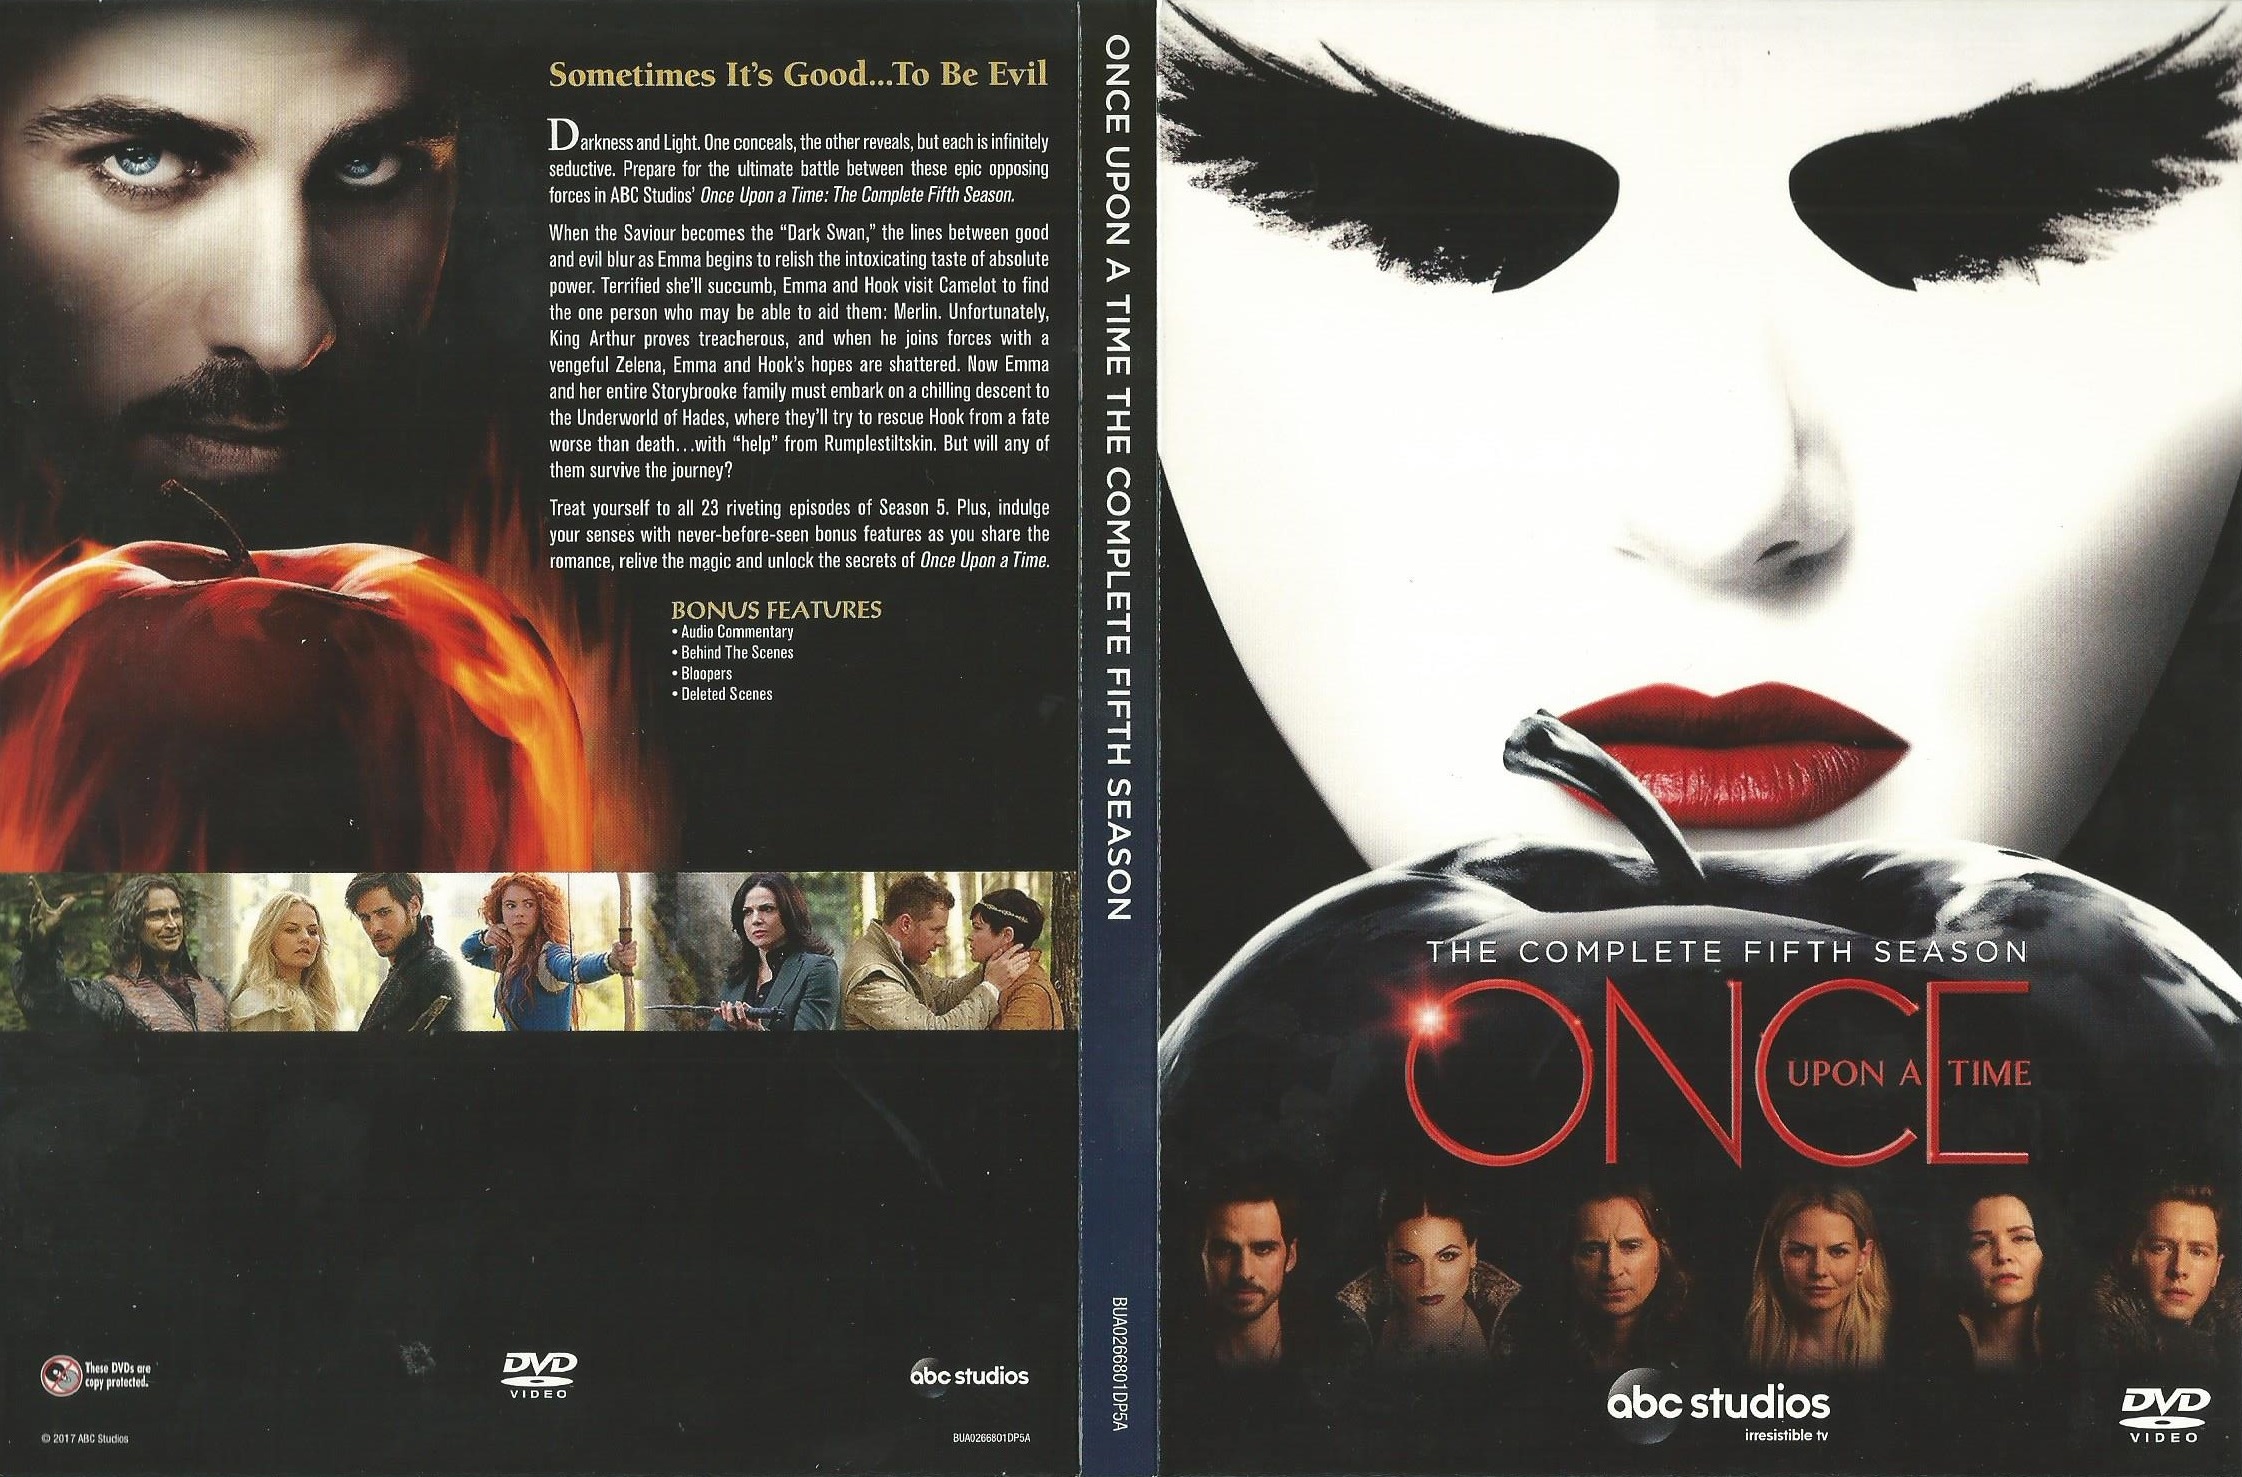 Sometimes It's Good...To Be Evil
Darkness and Light. One conceals, the other reveals, but each is infinitely
seductive. Prepare for the ultimate battle between these epic opposing
forces in ABC Studios' Once Upon a Time: The Complete Fifth Season.
When the Saviour becomes the “Dark Swan,” the lines between good
and evil blur as Emma begins to relish the intoxicating taste of absolute
power. Terrified she'll succumb, Emma and Hook visit Camelot to find
the one person who may be able to aid them: Merlin. Unfortunately,
King Arthur proves treacherous, and when he joins forces with a
vengeful Zelena, Emma and Hook's hopes are shattered. Now Emma
and her entire Storybrooke family must embark on a chilling descent to
the Underworld of Hades, where they'll try to rescue Hook from a fate
worse than death...with “help” from Rumplestiltskin. But will any of
them survive the journey?
Treat yourself to all 23 riveting episodes of Season 5. Plus, indulge
your senses with never-before-seen bonus features as you share the
romance, relive the magic and unlock the secrets of Once Upon a Time.
BONUS FEATURES
• Audio Commentary
• Behind The Scenes
• Bloopers
• Deleted Scenes
These DVDs are
copy protected.
DVD
VIDEO
abc studios
© 2017 ABC Studios
BUA0266801DP5A
ONCE UPON A TIME THE COMPLETE FIFTH SEASON
BUA0266801DP5A
THE COMPLETE FIFTH SEASON
ONCE
UPON A TIME
abc studios
irresistible tv
DVD
VIDEO